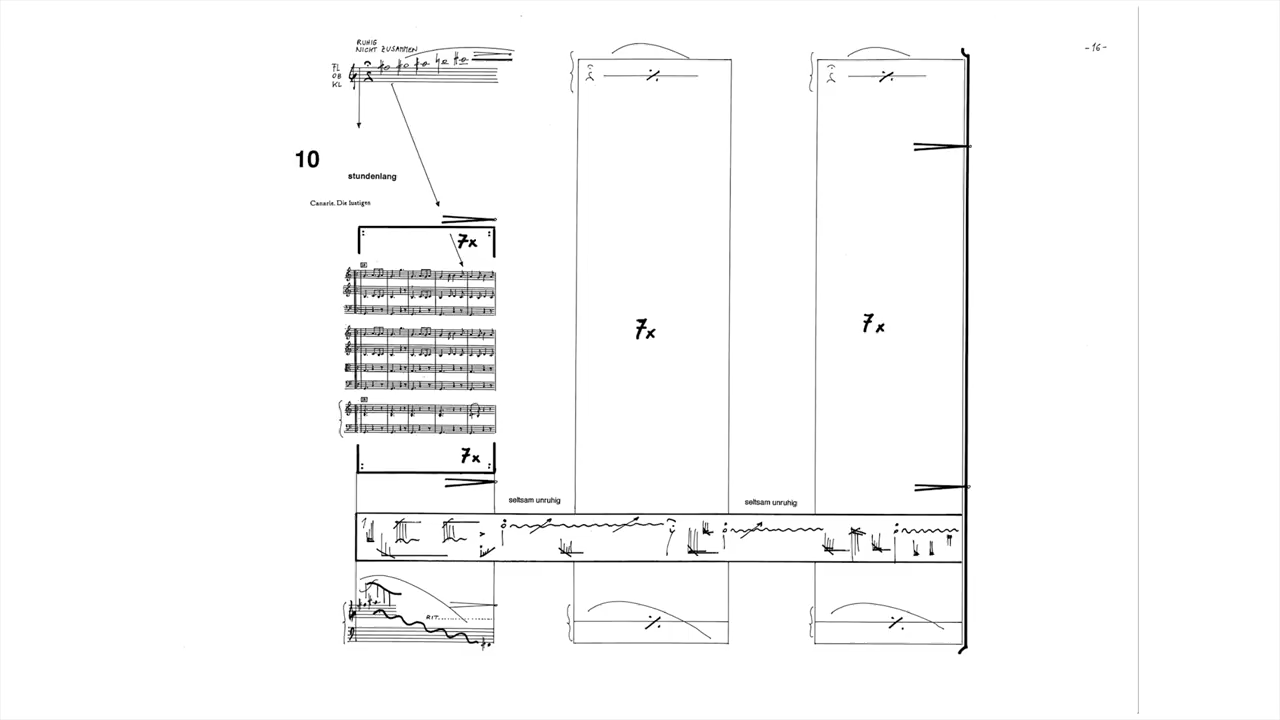 RUHIG
NICHT ZUSAMMEN
FL
OB
KL
-16-
10
stundenlang
Canaris. Die lustigen
7x
7x
7x
7x
seltsam unruhig
seltsam unruhig
1
RIT.